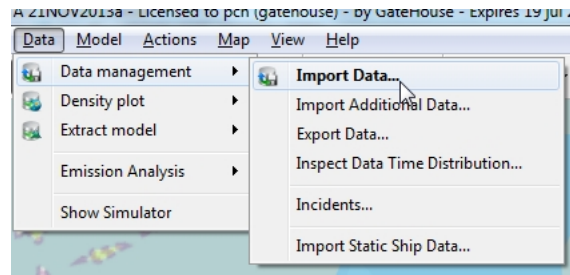 A 21NOV2013a - Licensed to pcn (gatehouse) - by GateHouse - Expires 19 Jul
Data Model Actions Map View Help
Data management
Density plot
Extract model
Emission Analysis
Show Simulator
Import Data...
Import Additional Data...
Export Data...
Inspect Data Time Distribution...
Incidents...
Import Static Ship Data...